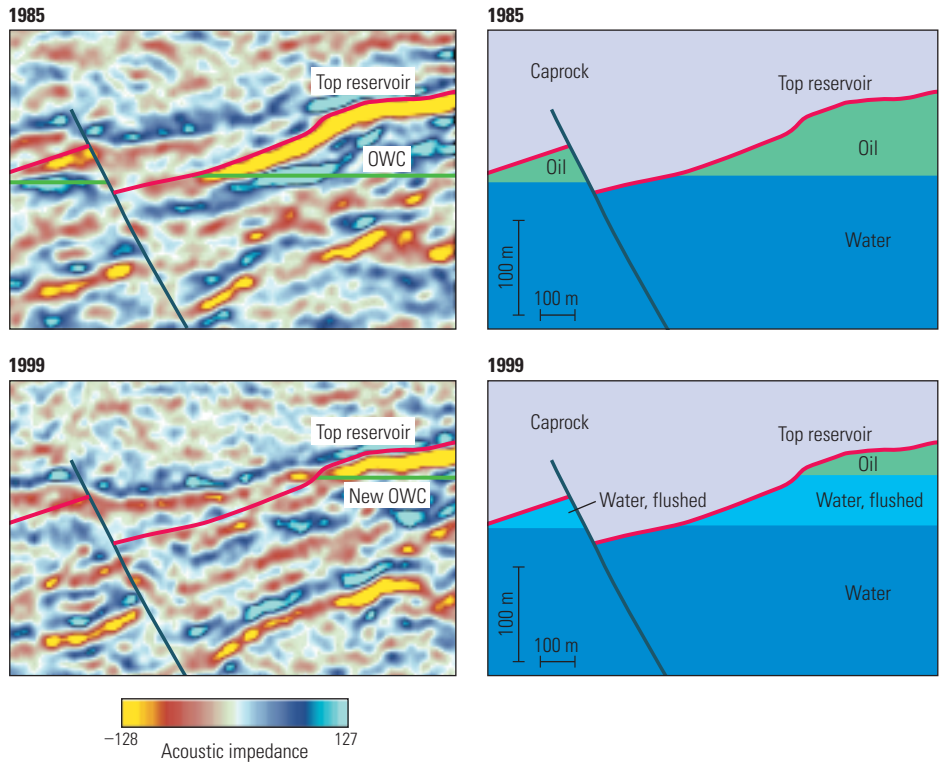 1985
Top reservoir
OWC
1985
Caprock
Top reservoir
Oil
Oil
Water
100 m
100 m
1999
Top reservoir
New OWC
1999
Caprock
Top reservoir
Oil
Water, flushed
Water, flushed
Water
100 m
100 m
–128
127
Acoustic impedance